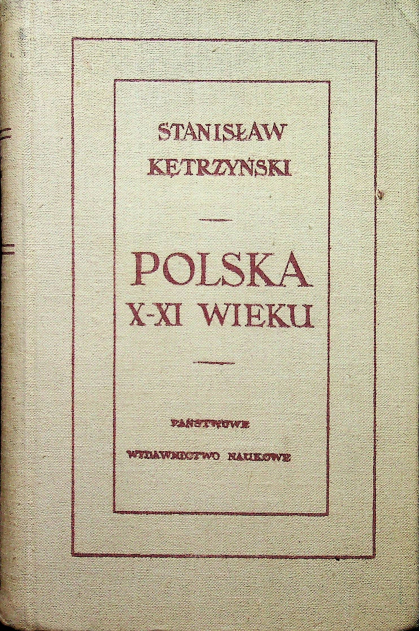 STANISŁAW
KĘTRZYŃSKI
POLSKA
X-XI WIEKU
PAŃSTWOWE
WYDAWNICTWO NAUKOWE